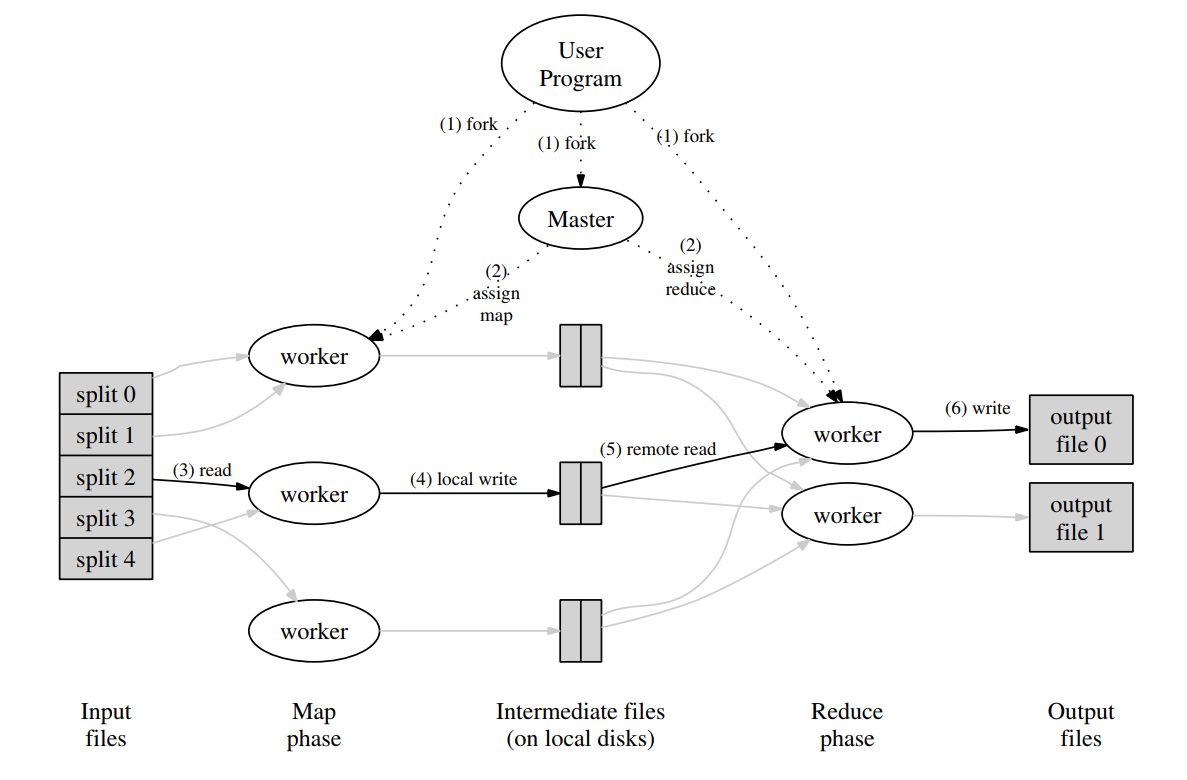 User
Program
(1) fork
(1) fork
(1) fork
Master
(2)
assign
map
(2)
assign
reduce
worker
split 0
split 1
split 2
split 3
split 4
(3) read
worker
(4) local write
worker
(5) remote read
worker
(6) write
output
file 0
worker
output
file 1
Input
files
Map
phase
Intermediate files
(on local disks)
Reduce
phase
Output
files